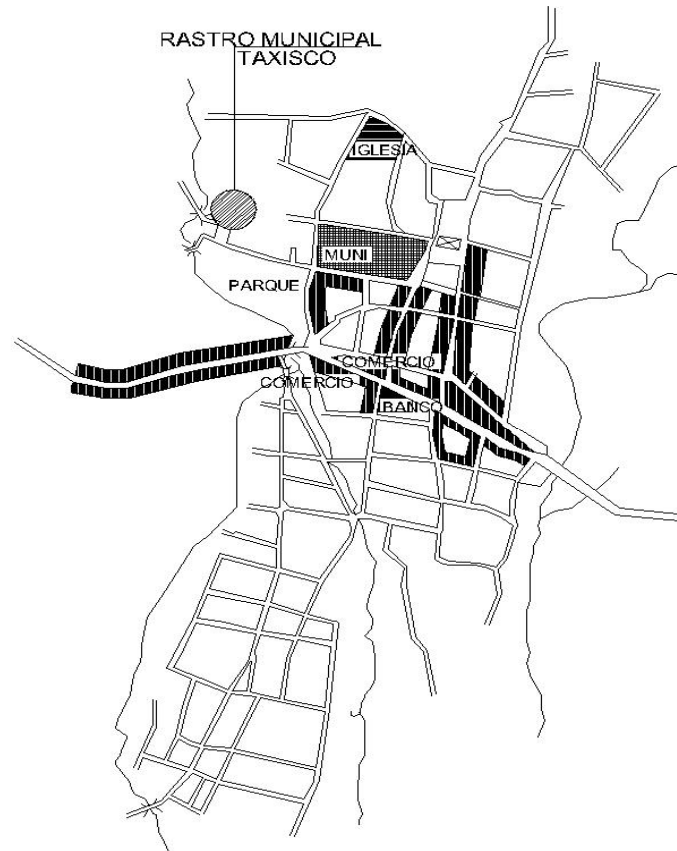 RASTRO MUNICIPAL
TAXISCO
IGLESIA
MUNI
PARQUE
COMERCIO
COMERCIO
BANCO